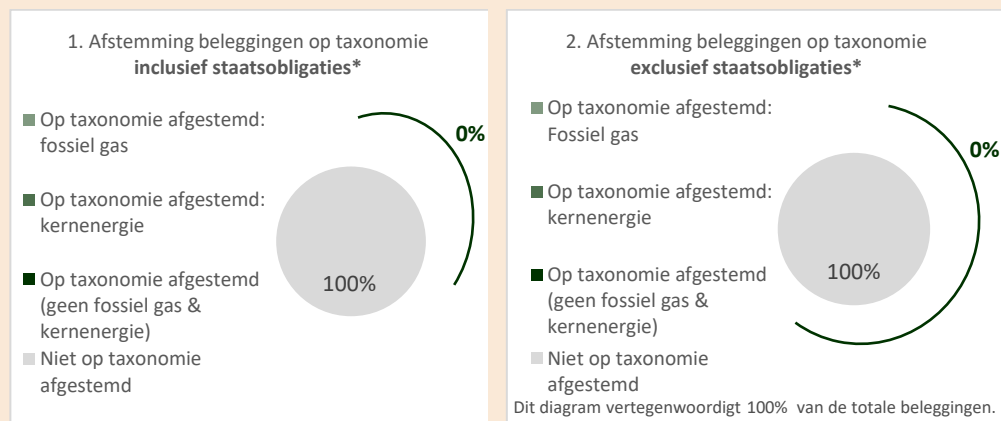 1. Afstemming beleggingen op taxonomie
inclusief staatsobligaties*
Op taxonomie afgestemd:
fossiel gas
Op taxonomie afgestemd:
kernenergie
Op taxonomie afgestemd
(geen fossiel gas &
kernenergie)
Niet op taxonomie
afgestemd
0%
100%
2. Afstemming beleggingen op taxonomie
exclusief staatsobligaties*
Op taxonomie afgestemd:
Fossiel gas
Op taxonomie afgestemd:
kernenergie
Op taxonomie afgestemd
(geen fossiel gas &
kernenergie)
Niet op taxonomie
afgestemd
0%
100%
Dit diagram vertegenwoordigt 100% van de totale beleggingen.